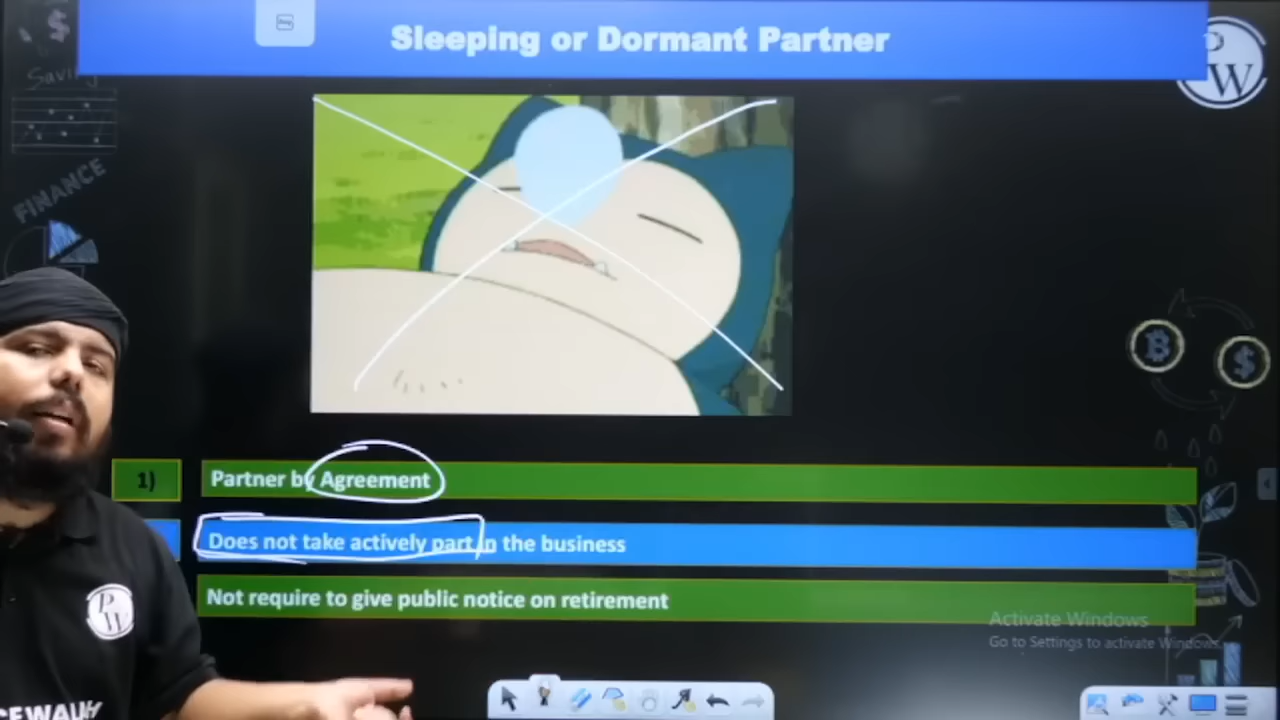 Sleeping or Dormant Partner
Saving
$
P
W
FINANCE
$
1)
Partner by Agreement
Does not take actively part in the business
Not require to give public notice on retirement
Activate Windows
Go to Settings to activate Windows.
P
W